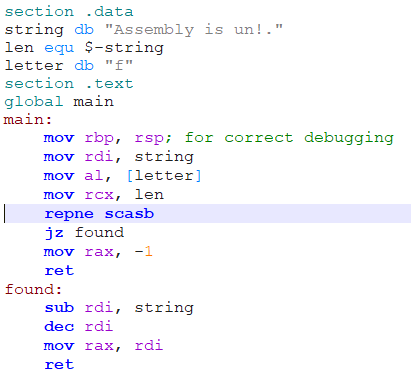 section .data
string db "Assembly is un!."
len equ $-string
letter db "f"
section .text
global main
main:
    mov rbp, rsp; for correct debugging
    mov rdi, string
    mov al, [letter]
    mov rcx, len
    repne scasb
    jz found
    mov rax, -1
    ret
found:
    sub rdi, string
    dec rdi
    mov rax, rdi
    ret